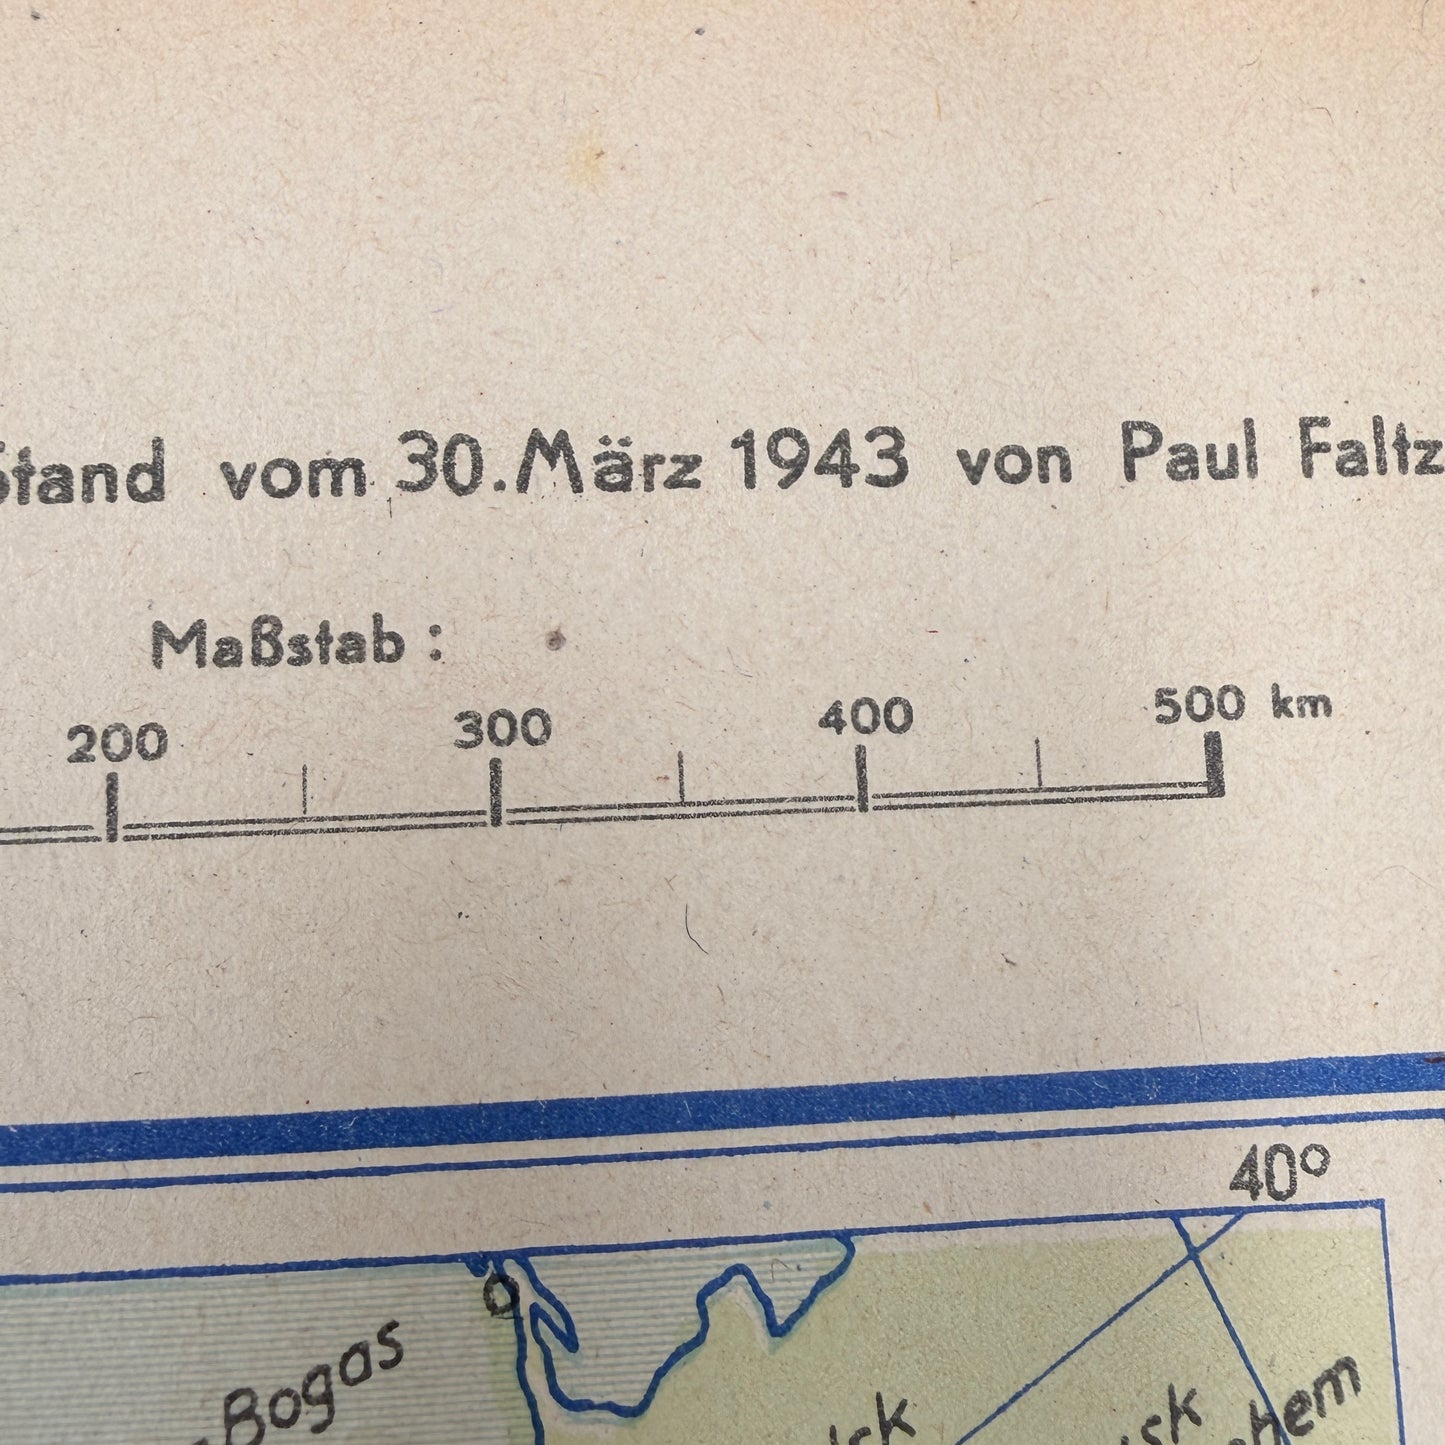 Stand vom 30. März 1943 von Paul Faltz
Maßstab :
200 300 400 500 km
40°
-Bogas